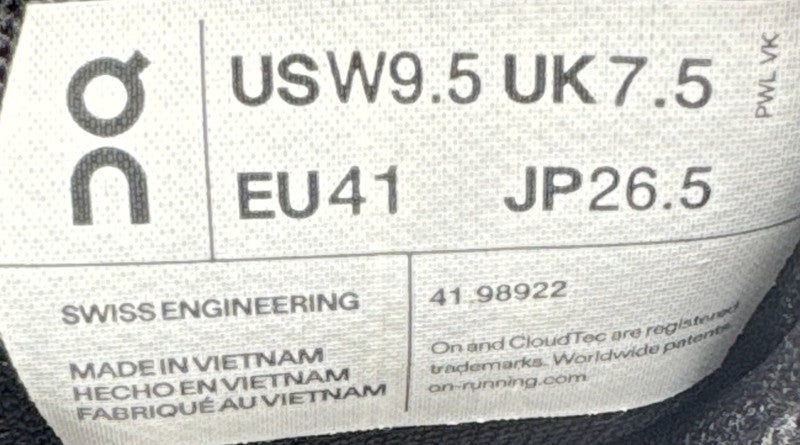 On
USW9.5 UK7.5
EU41 JP26.5
PWL VK
SWISS ENGINEERING
MADE IN VIETNAM
HECHO EN VIETNAM
FABRIQUÉ AU VIETNAM
41.98922
On and CloudTec are registered
trademarks. Worldwide patents.
on-running.com